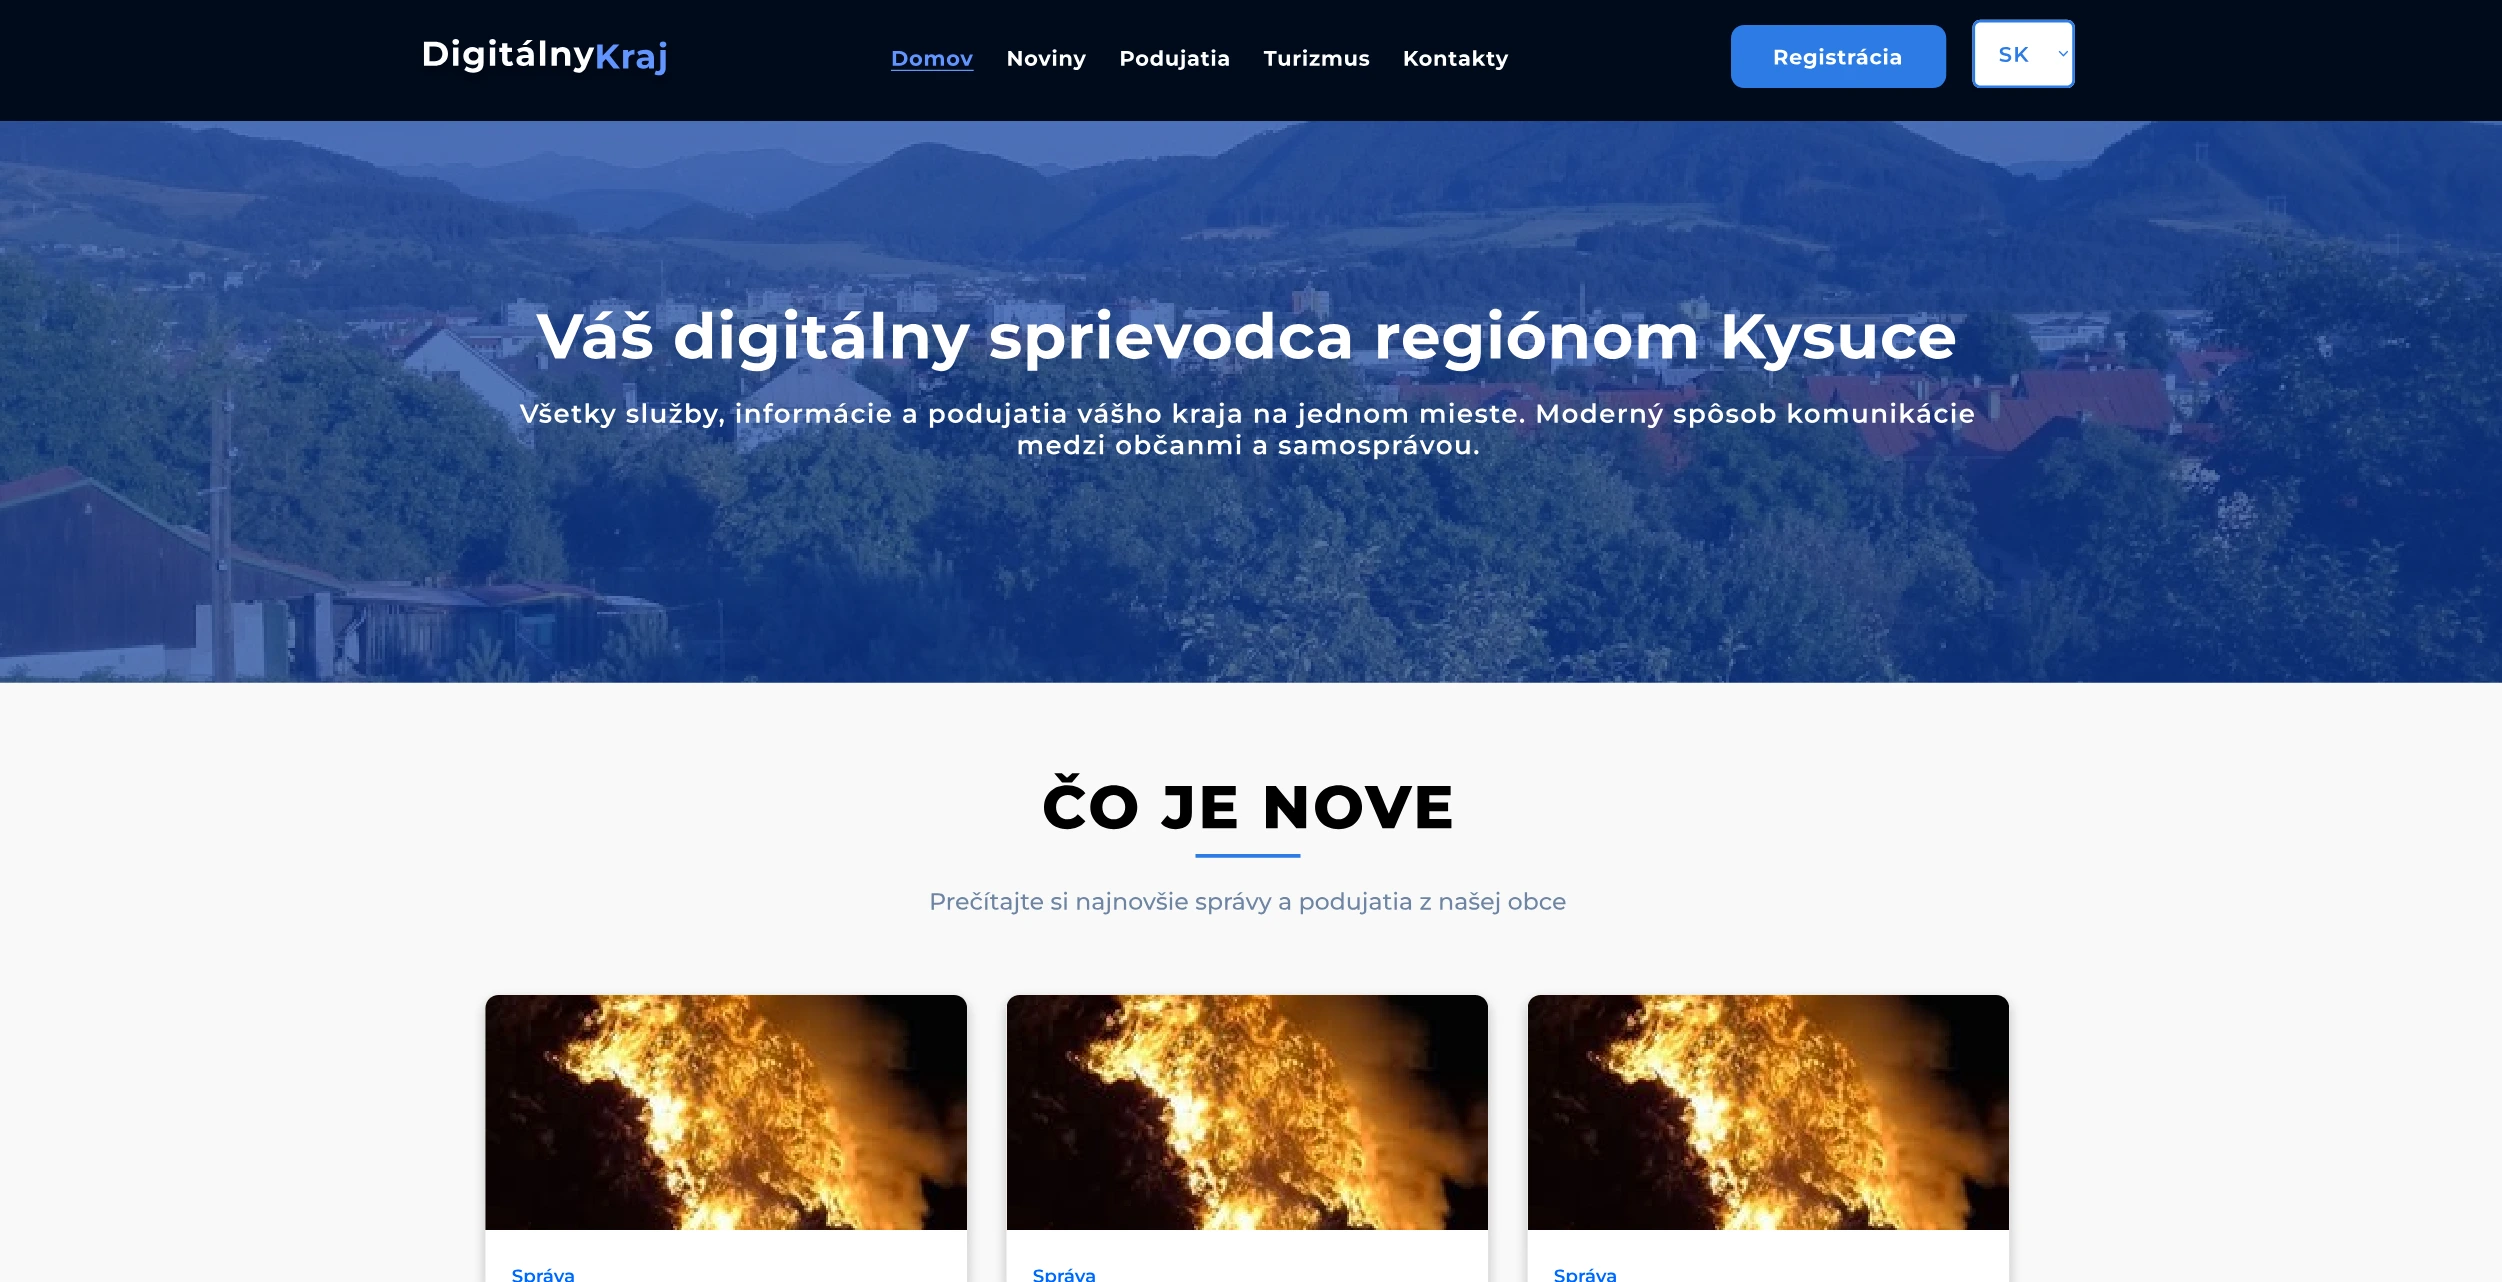 DigitálnyKraj
Domov Noviny Podujatia Turizmus Kontakty
Registrácia
SK
Váš digitálny sprievodca regiónom Kysuce
Všetky služby, informácie a podujatia vášho kraja na jednom mieste. Moderný spôsob komunikácie
medzi občanmi a samosprávou.
ČO JE NOVE
Prečítajte si najnovšie správy a podujatia z našej obce
Správa
Správa
Správa